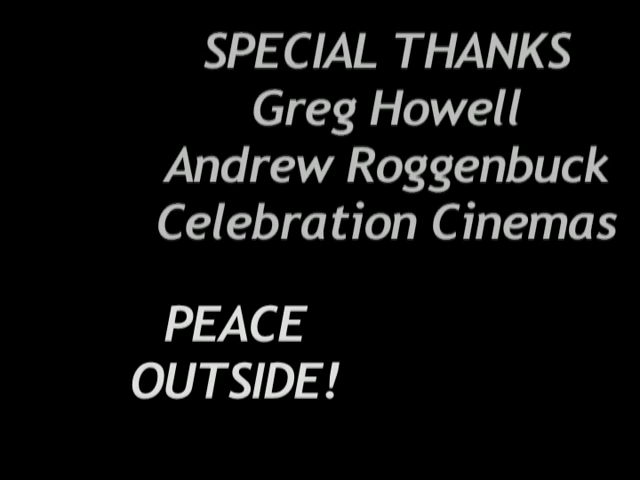 SPECIAL THANKS
Greg Howell
Andrew Roggenbuck
Celebration Cinemas
PEACE
OUTSIDE!